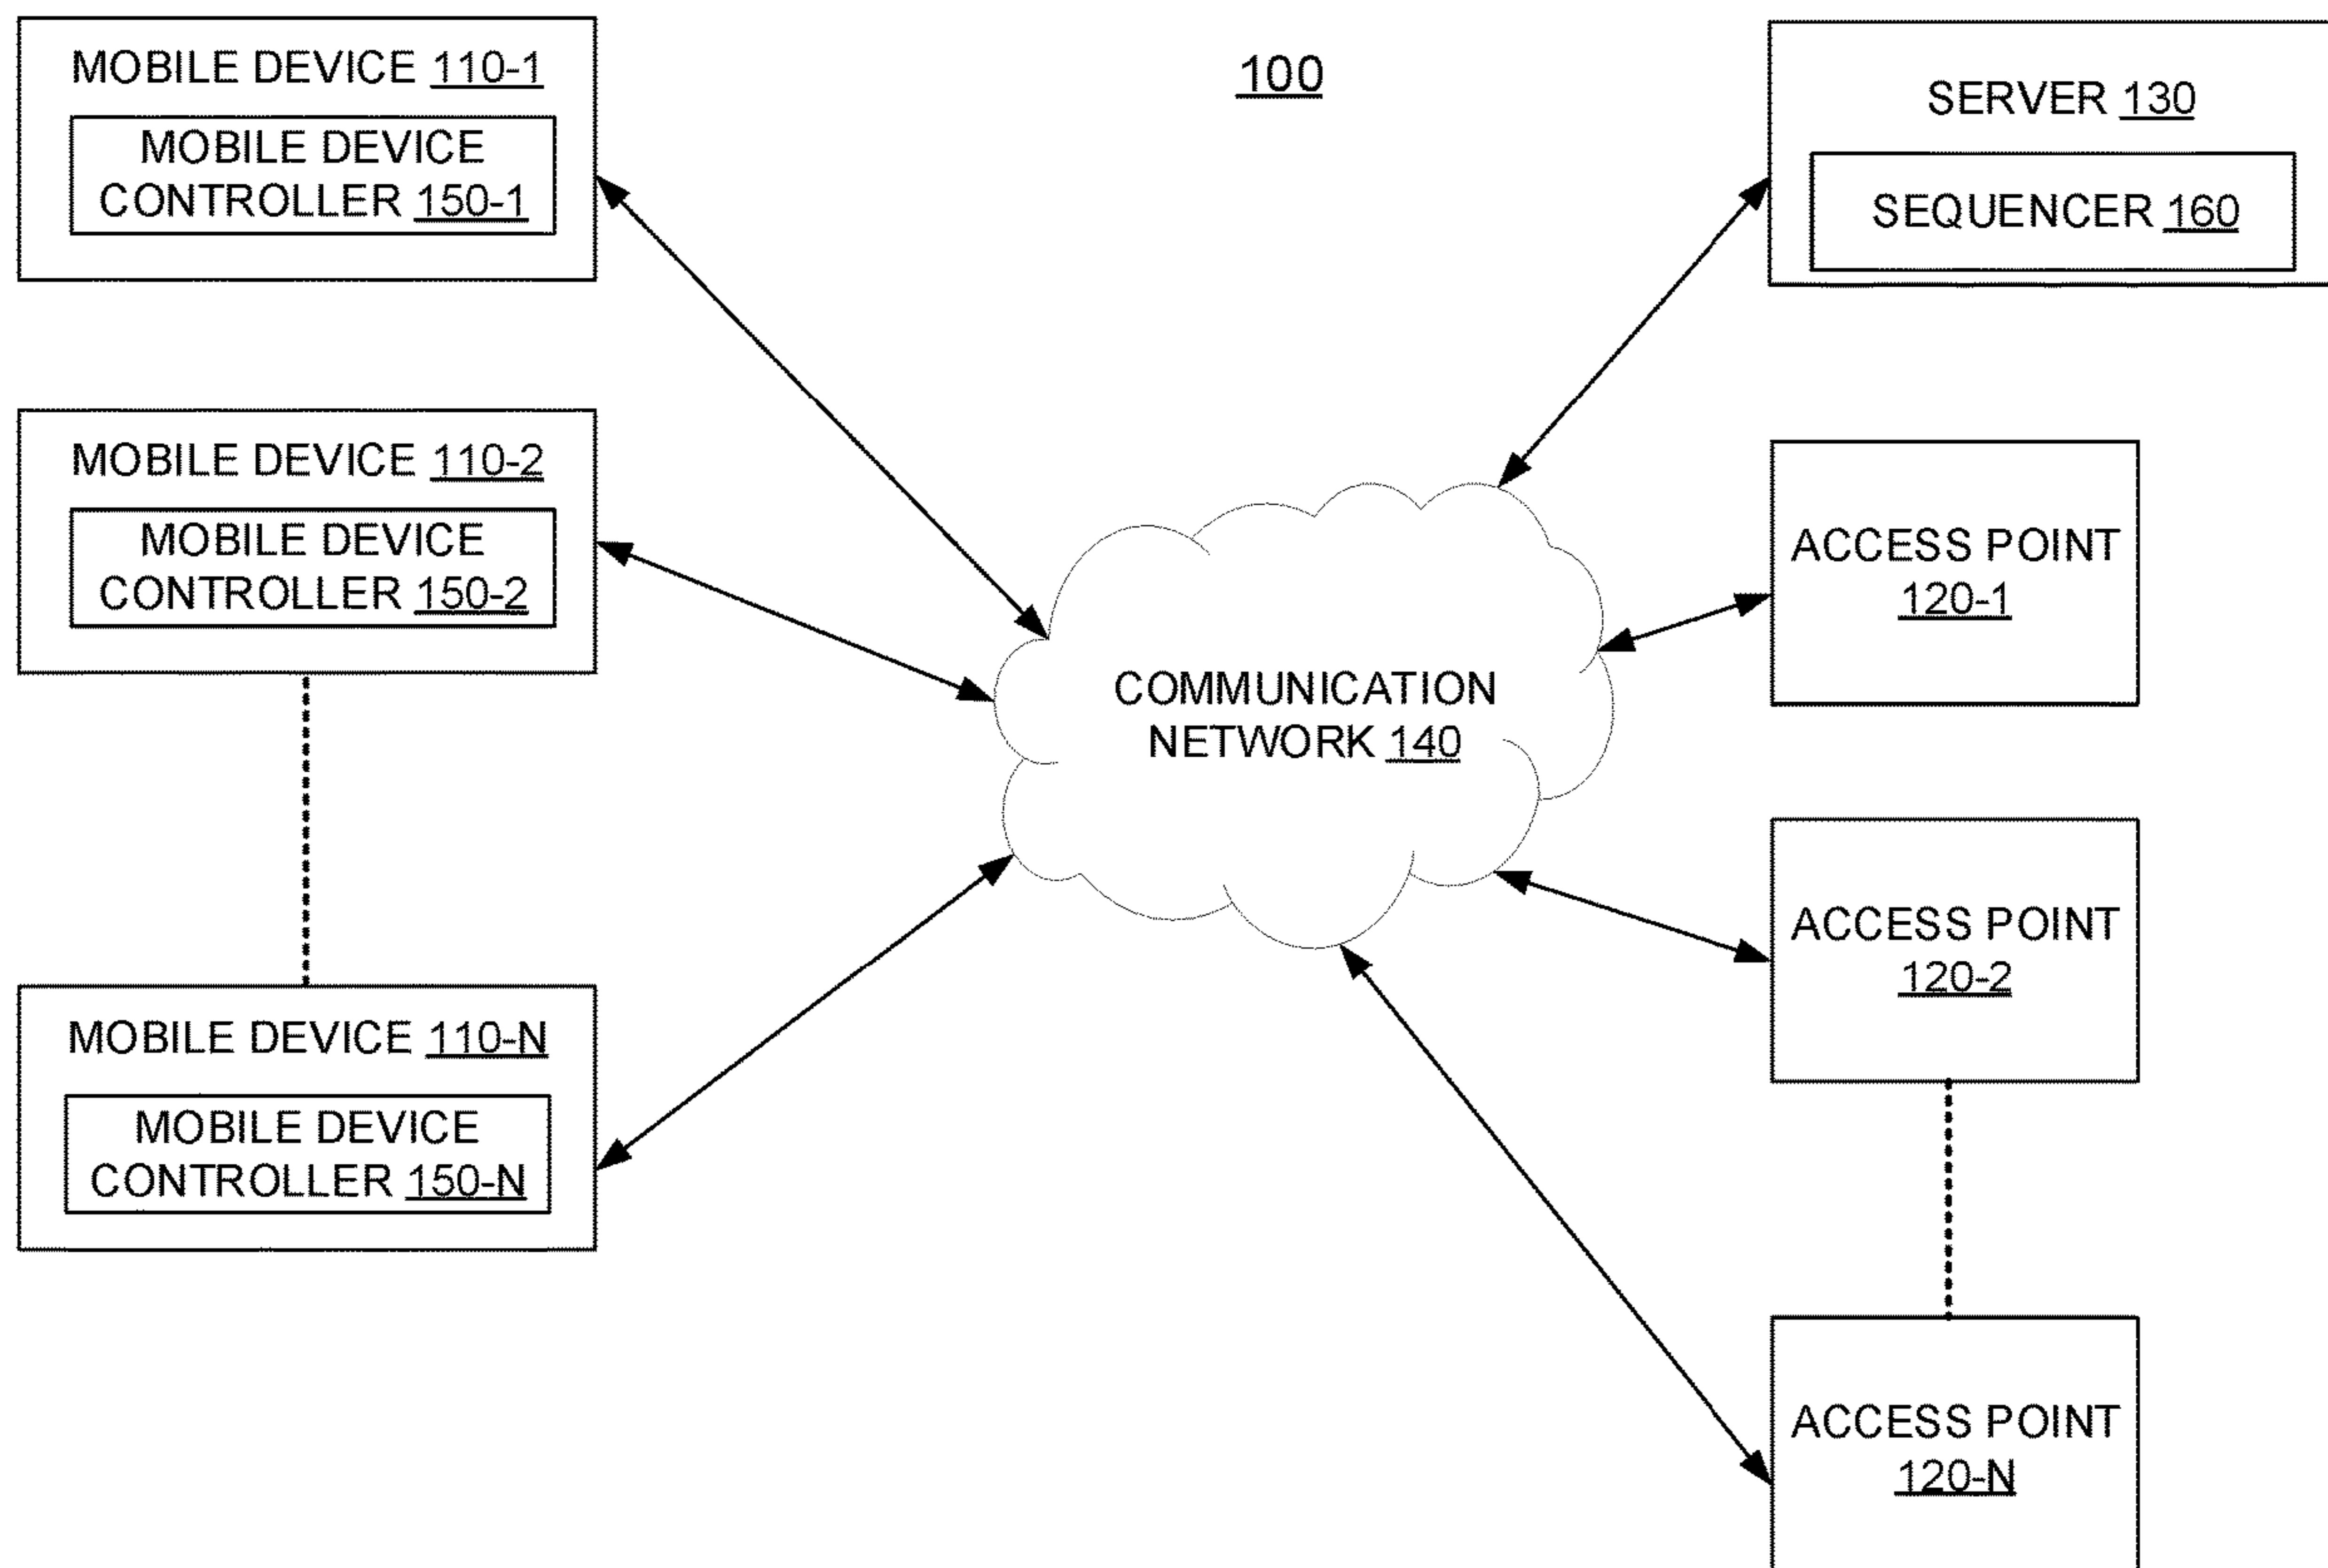 100
MOBILE DEVICE 110-1
MOBILE DEVICE
CONTROLLER 150-1
MOBILE DEVICE 110-2
MOBILE DEVICE
CONTROLLER 150-2
MOBILE DEVICE 110-N
MOBILE DEVICE
CONTROLLER 150-N
COMMUNICATION
NETWORK 140
SERVER 130
SEQUENCER 160
ACCESS POINT
120-1
ACCESS POINT
120-2
ACCESS POINT
120-N